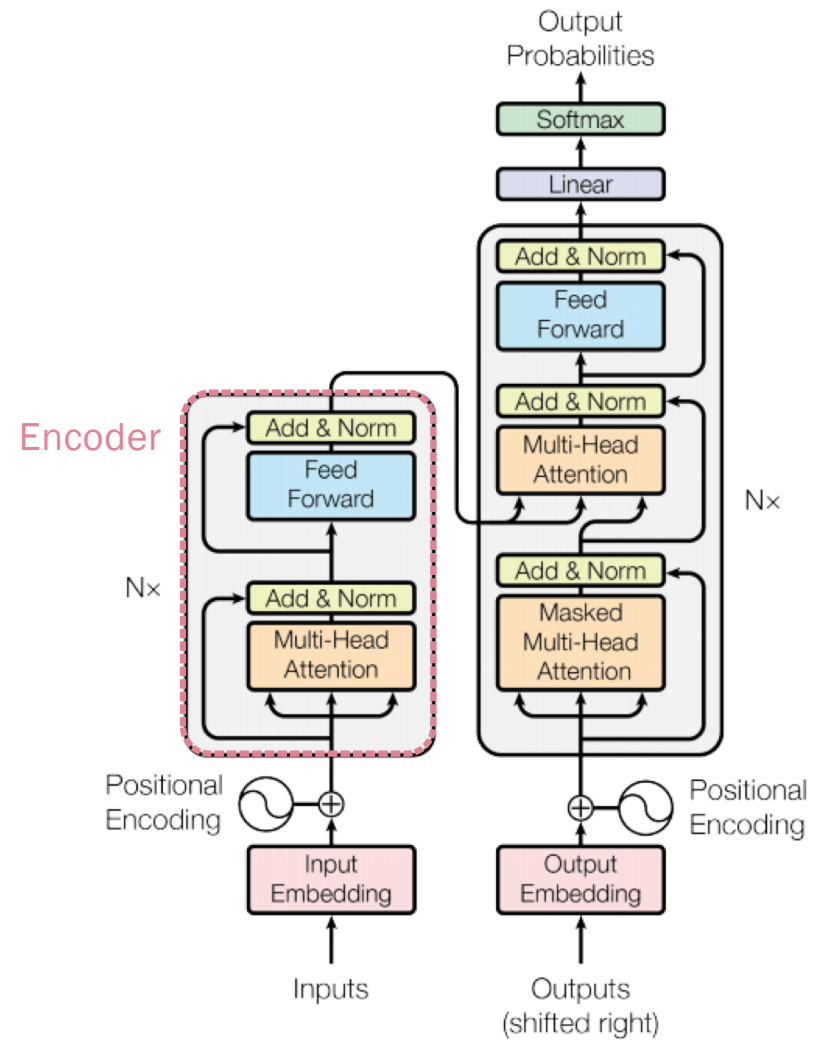 Output
Probabilities
Softmax
Linear
Add & Norm
Feed
Forward
Add & Norm
Multi-Head
Attention
Add & Norm
Masked
Multi-Head
Attention
N×
Encoder
Add & Norm
Feed
Forward
Add & Norm
Multi-Head
Attention
N×
Positional
Encoding
Positional
Encoding
Input
Embedding
Output
Embedding
Inputs
Outputs
(shifted right)